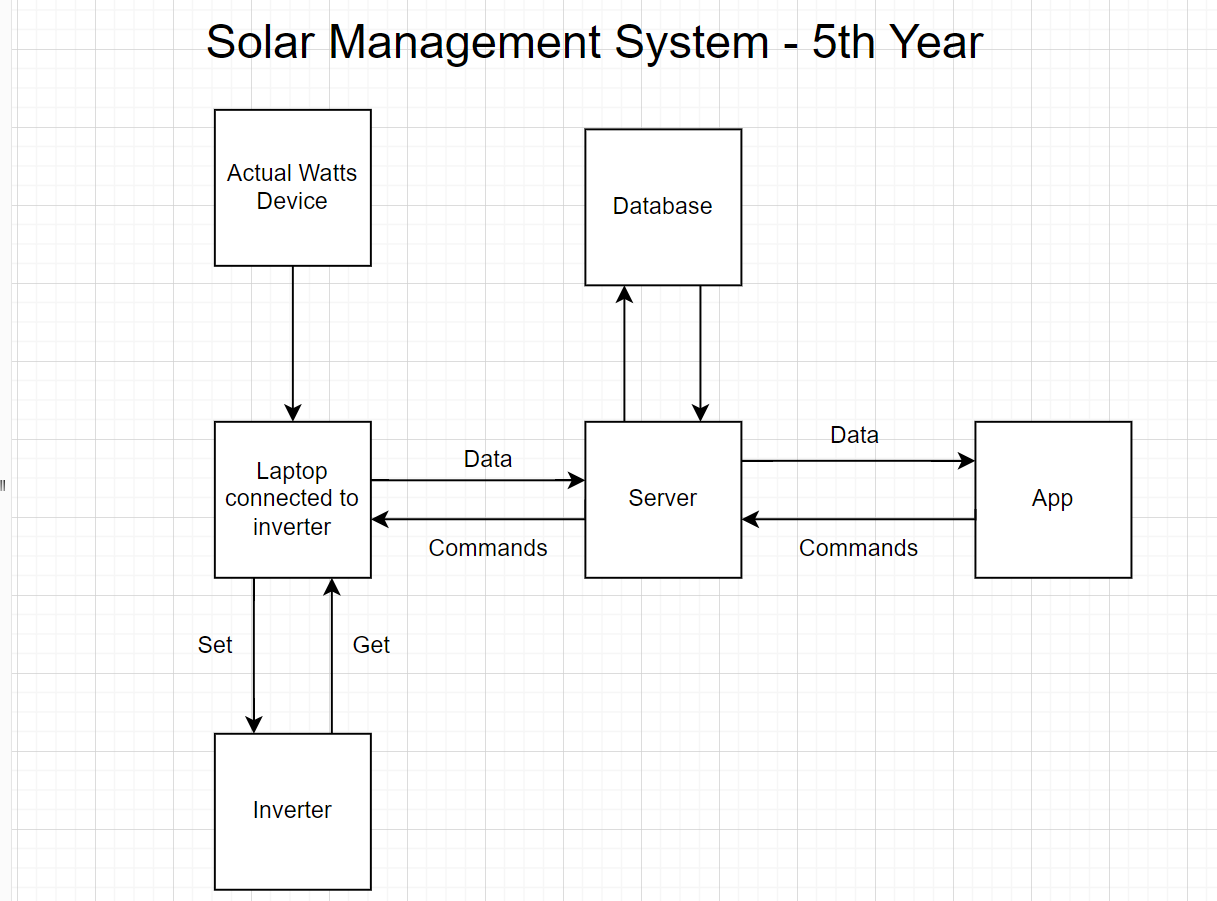 Solar Management System - 5th Year
Actual Watts
Device
Database
Laptop
connected to
inverter
Data
Commands
Server
Data
Commands
App
Set
Get
Inverter